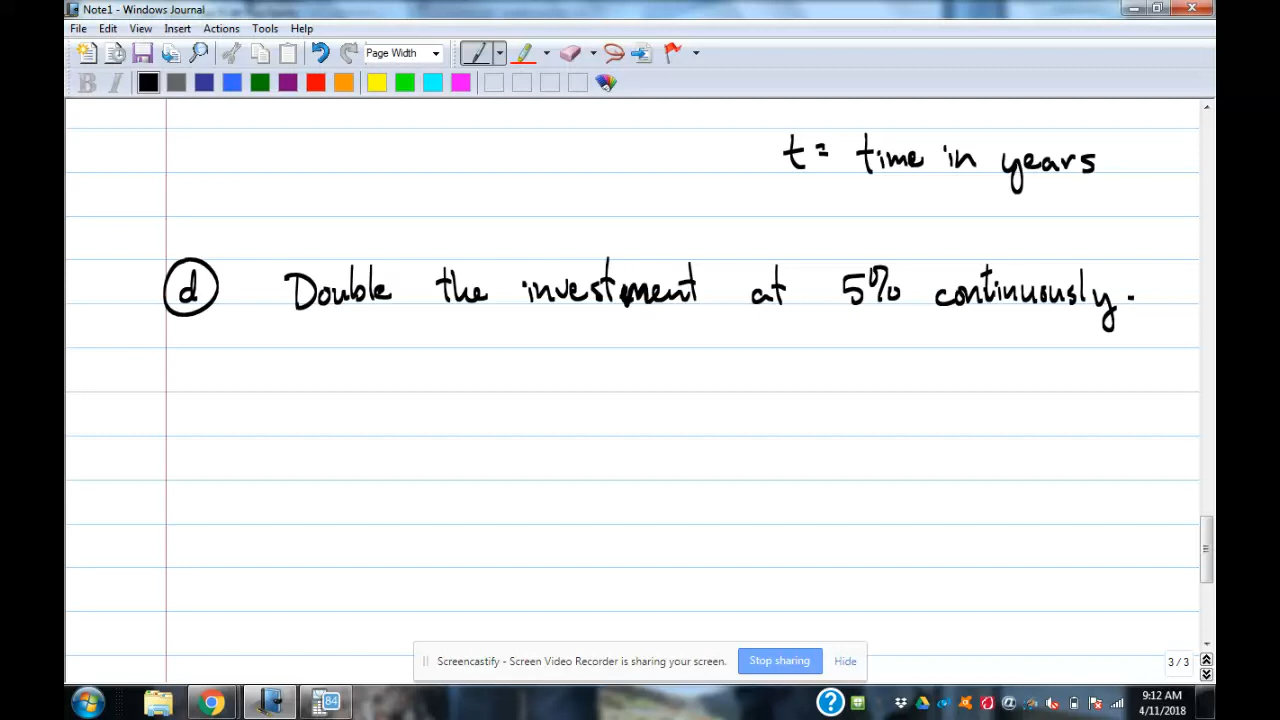 Note1 - Windows Journal
File Edit View Insert Actions Tools Help
Page Width
B I
t = time in years
d Double the investment at 5% continuously.
Screencastify - Screen Video Recorder is sharing your screen. Stop sharing Hide
3 / 3
84
9:12 AM
4/11/2018